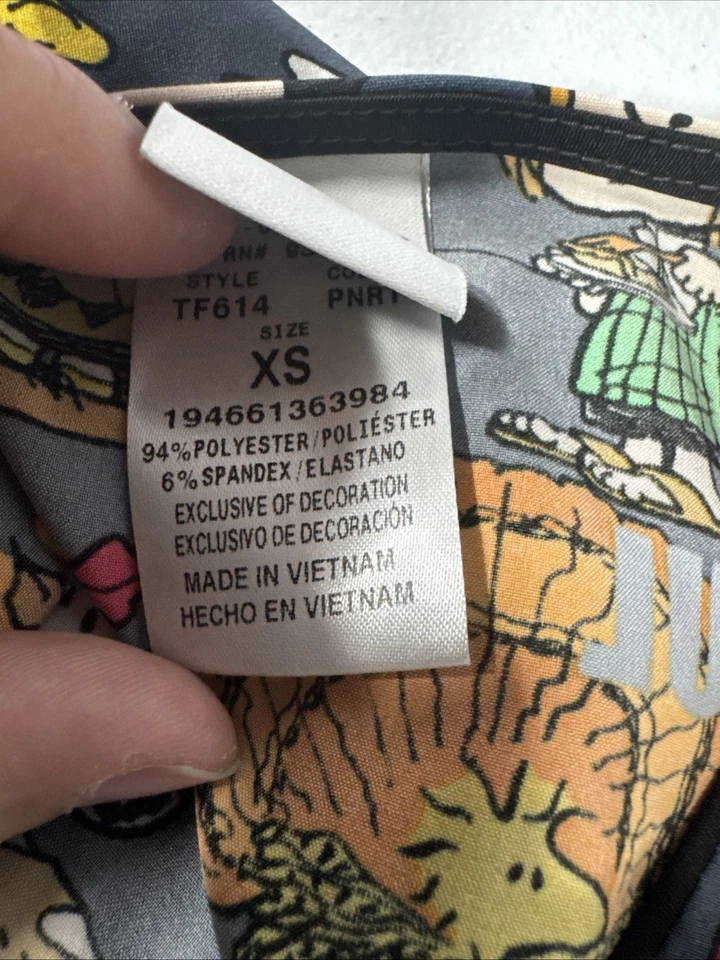 RN#
STYLE
TF614
SIZE
XS
194661363984
94%POLYESTER/POLIÉSTER
6%SPANDEX/ELASTANO
EXCLUSIVE OF DECORATION
EXCLUSIVO DE DECORACIÓN
MADE IN VIETNAM
HECHO EN VIETNAM